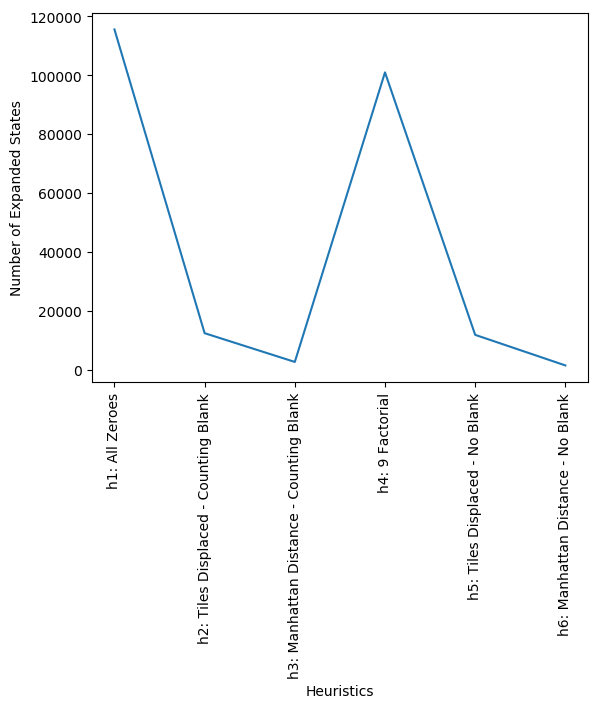 120000
100000
80000
60000
40000
20000
0
Number of Expanded States
h1: All Zeroes
h2: Tiles Displaced - Counting Blank
h3: Manhattan Distance - Counting Blank
h4: 9 Factorial
h5: Tiles Displaced - No Blank
h6: Manhattan Distance - No Blank
Heuristics